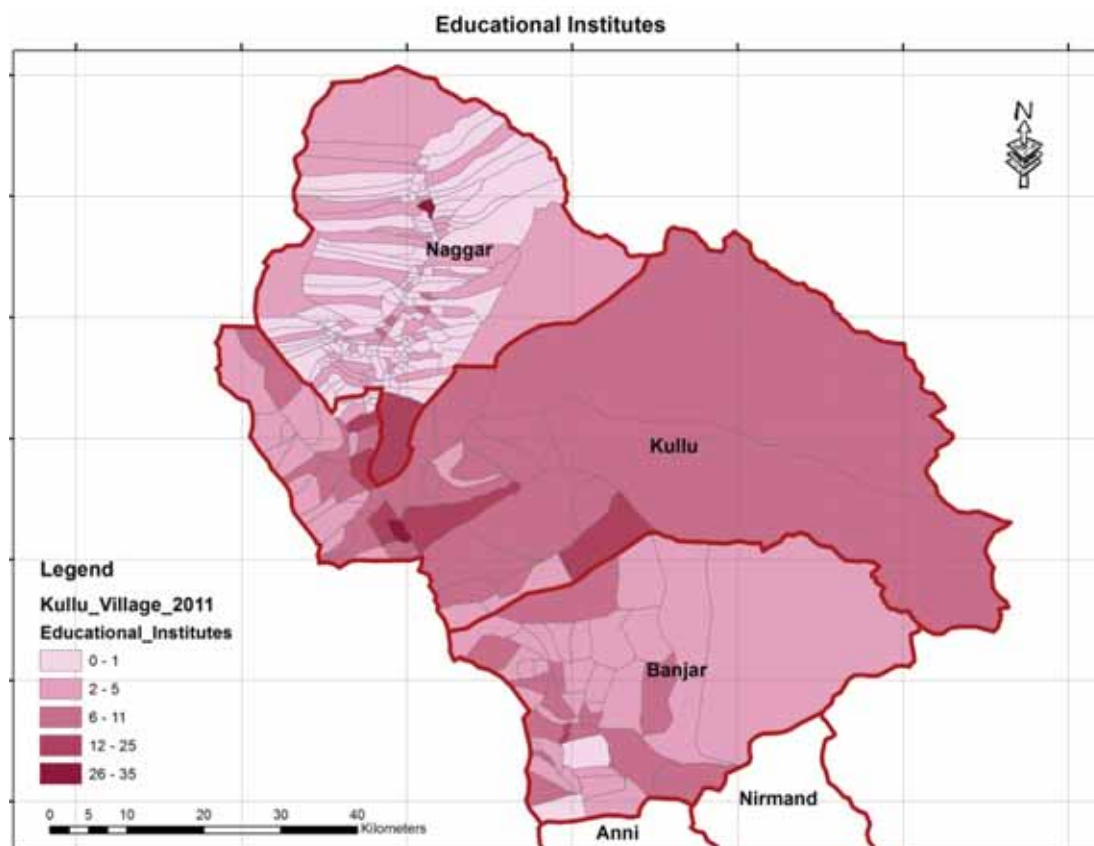 Educational Institutes
N
Naggar
Kullu
Banjar
Nirmand
Anni
Legend
Kullu_Village_2011
Educational_Institutes
0 - 1
2 - 5
6 - 11
12 - 25
26 - 35
0 5 10 20 30 40
Kilometers